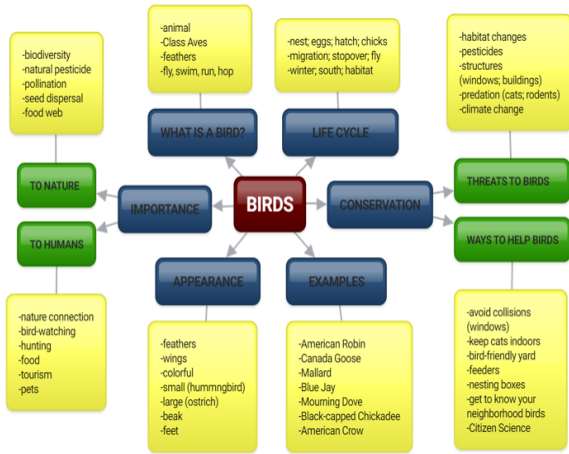 -biodiversity
-natural pesticide
-pollination
-seed dispersal
-food web
-animal
-Class Aves
-feathers
-fly, swim, run, hop
-nest; eggs; hatch; chicks
-migration; stopover; fly
-winter; south; habitat
-habitat changes
-pesticides
-structures
(windows; buildings)
-predation (cats; rodents)
-climate change
WHAT IS A BIRD?
LIFE CYCLE
TO NATURE
IMPORTANCE
BIRDS
CONSERVATION
THREATS TO BIRDS
TO HUMANS
WAYS TO HELP BIRDS
APPEARANCE
EXAMPLES
-nature connection
-bird-watching
-hunting
-food
-tourism
-pets
-feathers
-wings
-colorful
-small (hummngbird)
-large (ostrich)
-beak
-feet
-American Robin
-Canada Goose
-Mallard
-Blue Jay
-Mourning Dove
-Black-capped Chickadee
-American Crow
-avoid collisions
(windows)
-keep cats indoors
-bird-friendly yard
-feeders
-nesting boxes
-get to know your
neighborhood birds
-Citizen Science